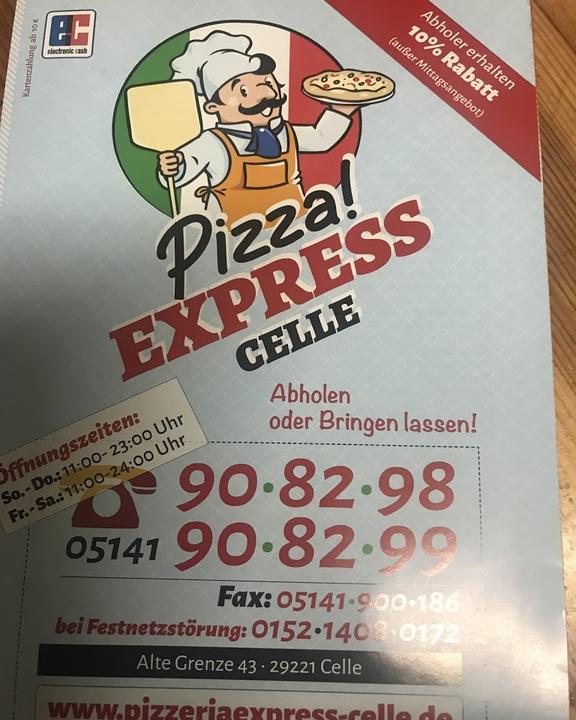 Kartenzahlung ab 10 €
ec
electronic cash
Abholer erhalten
10% Rabatt
(außer Mittagsangebot)
Pizza!
EXPRESS
CELLE
Abholen
oder Bringen lassen!
Öffnungszeiten:
So.- Do.: 11:00- 23:00 Uhr
Fr.- Sa.: 11:00-24:00 Uhr
90·82·98
05141 90·82·99
Fax: 05141·900·186
bei Festnetzstörung: 0152·1408·0172
Alte Grenze 43 · 29221 Celle
www.pizzeriaexpress-celle.de